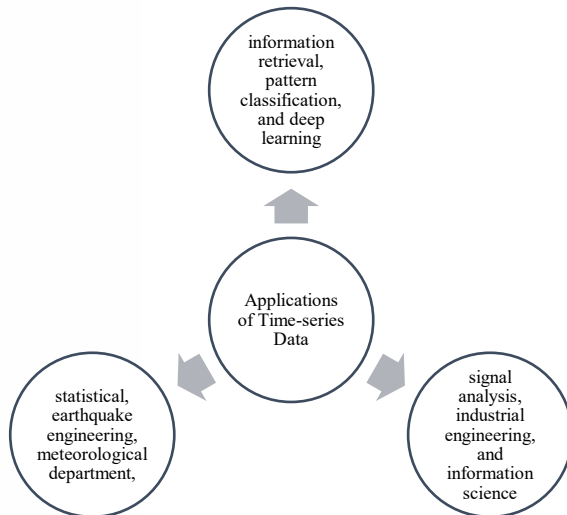 information
retrieval,
pattern
classification,
and deep
learning
Applications
of Time-series
Data
statistical,
earthquake
engineering,
meteorological
department,
signal
analysis,
industrial
engineering,
and
information
science